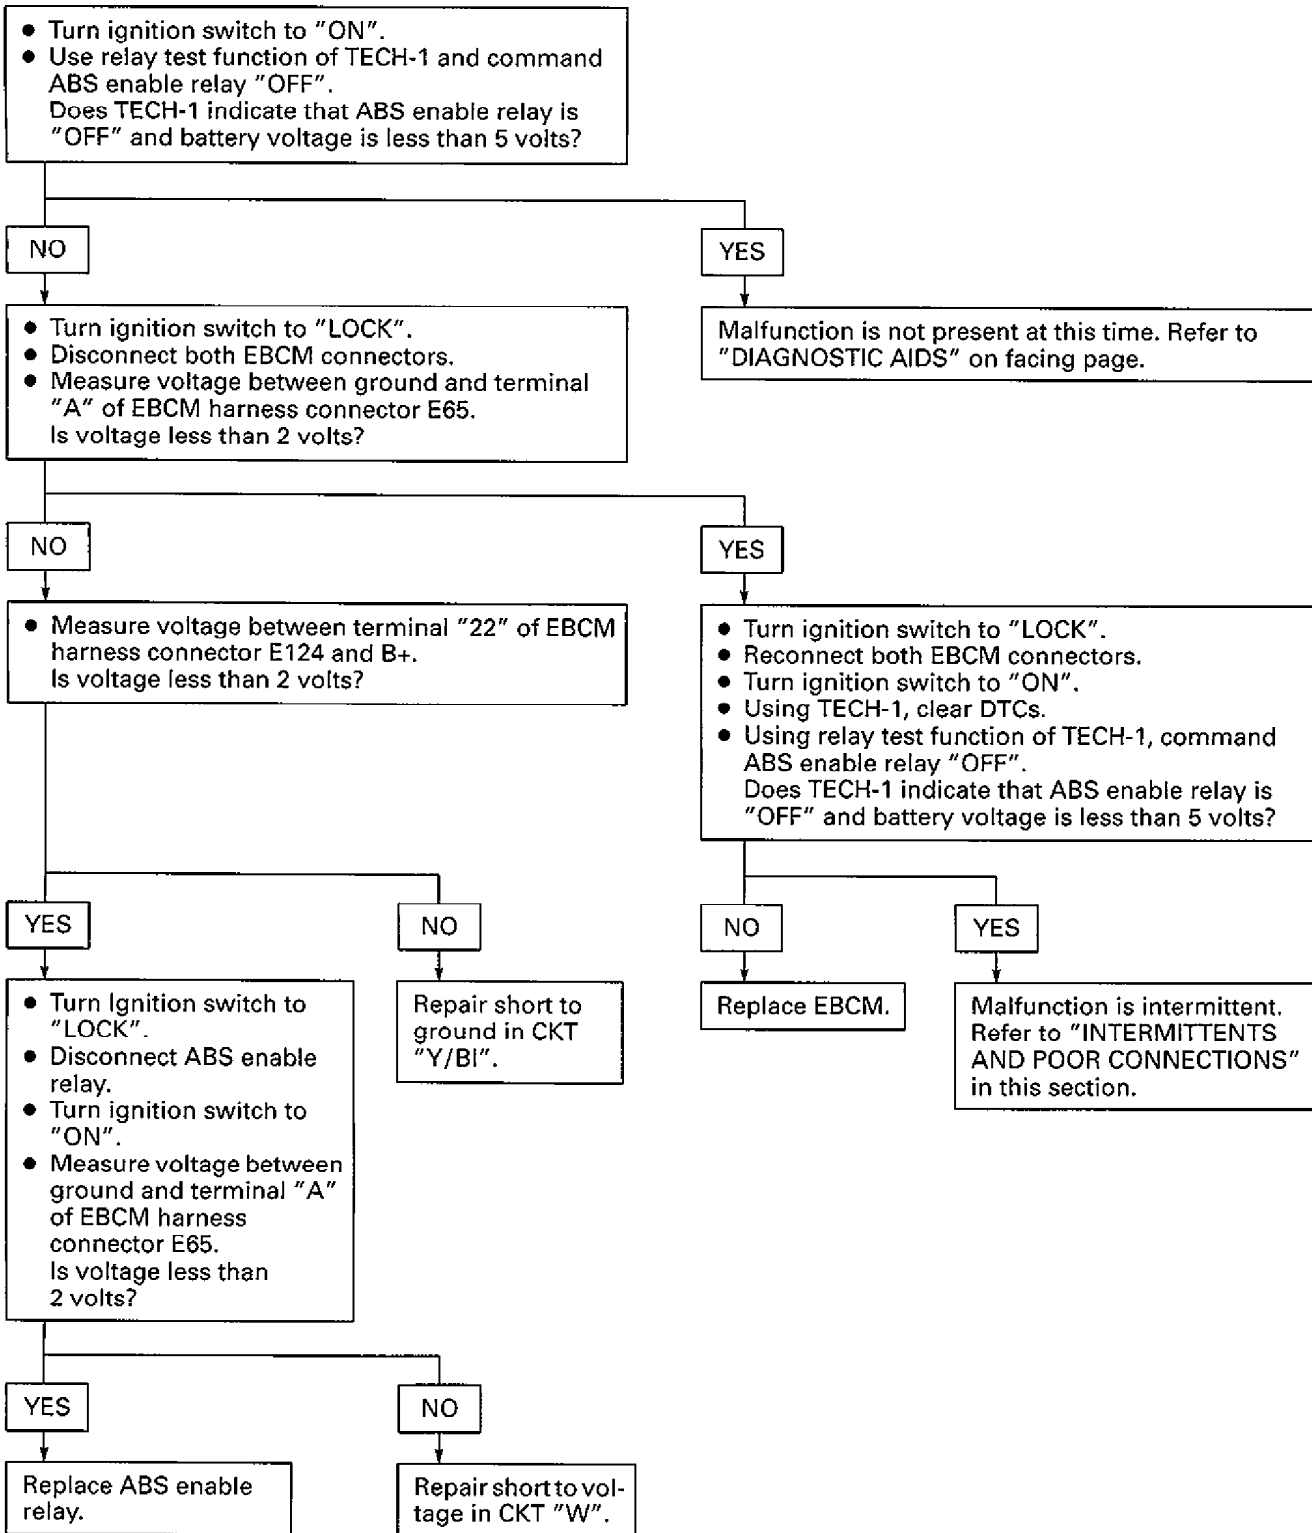 ● Turn ignition switch to "ON".
● Use relay test function of TECH-1 and command
ABS enable relay "OFF".
Does TECH-1 indicate that ABS enable relay is
"OFF" and battery voltage is less than 5 volts?
NO
YES
● Turn ignition switch to "LOCK".
● Disconnect both EBCM connectors.
● Measure voltage between ground and terminal
"A" of EBCM harness connector E65.
Is voltage less than 2 volts?
Malfunction is not present at this time. Refer to
"DIAGNOSTIC AIDS" on facing page.
NO
YES
● Measure voltage between terminal "22" of EBCM
harness connector E124 and B+.
Is voltage less than 2 volts?
● Turn ignition switch to "LOCK".
● Reconnect both EBCM connectors.
● Turn ignition switch to "ON".
● Using TECH-1, clear DTCs.
● Using relay test function of TECH-1, command
ABS enable relay "OFF".
Does TECH-1 indicate that ABS enable relay is
"OFF" and battery voltage is less than 5 volts?
YES
NO
NO
YES
● Turn Ignition switch to
"LOCK".
● Disconnect ABS enable
relay.
● Turn ignition switch to
"ON".
● Measure voltage between
ground and terminal "A"
of EBCM harness
connector E65.
Is voltage less than
2 volts?
Repair short to
ground in CKT
"Y/Bl".
Replace EBCM.
Malfunction is intermittent.
Refer to "INTERMITTENTS
AND POOR CONNECTIONS"
in this section.
YES
NO
Replace ABS enable
relay.
Repair short to vol-
tage in CKT "W".